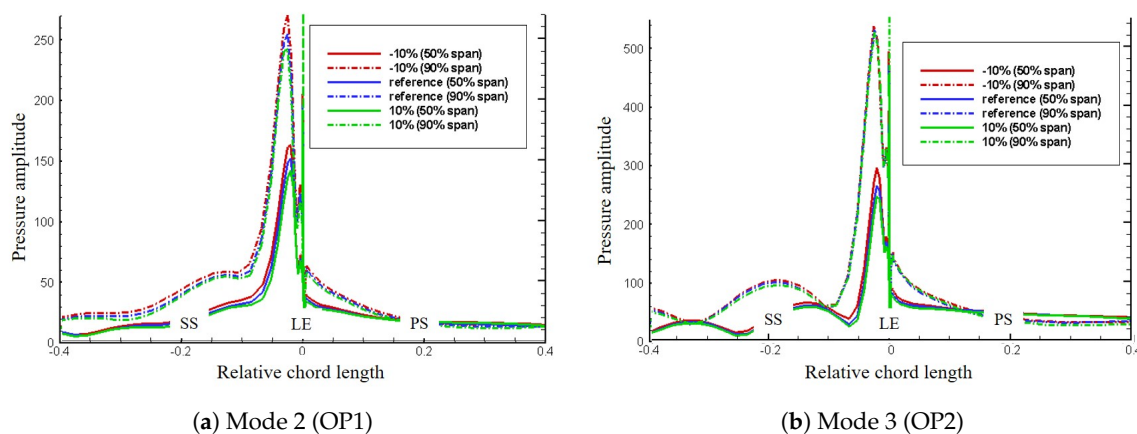 250
200
150
100
50
0
Pressure amplitude
-10% (50% span)
-10% (90% span)
reference (50% span)
reference (90% span)
10% (50% span)
10% (90% span)
SS
LE
PS
-0.4
-0.2
0
0.2
0.4
Relative chord length
(a) Mode 2 (OP1)
500
400
300
200
100
0
Pressure amplitude
-10% (50% span)
-10% (90% span)
reference (50% span)
reference (90% span)
10% (50% span)
10% (90% span)
SS
LE
PS
-0.4
-0.2
0
0.2
0.4
Relative chord length
(b) Mode 3 (OP2)